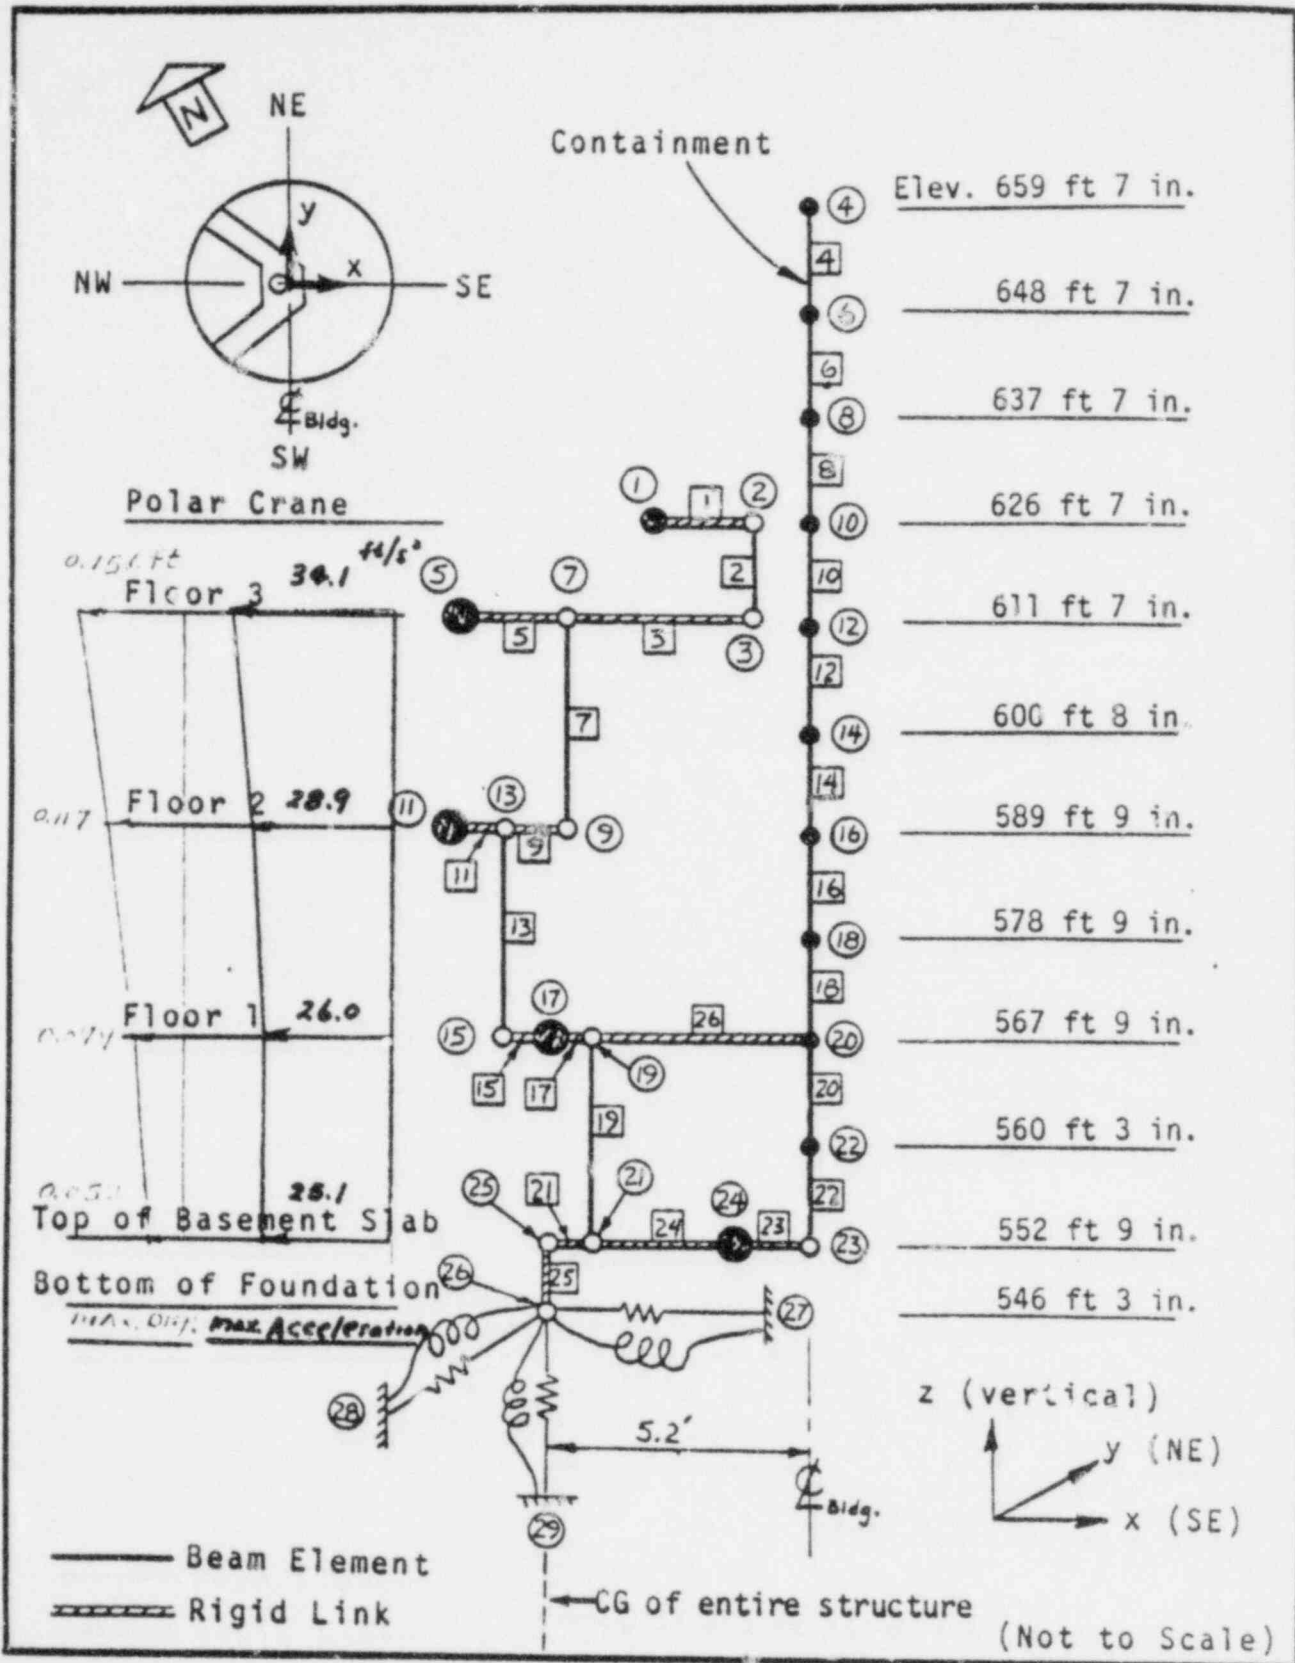 N
NE
y
x
NW
SE
℄ Bldg.
SW
Containment
Elev. 659 ft 7 in.
648 ft 7 in.
637 ft 7 in.
626 ft 7 in.
611 ft 7 in.
600 ft 8 in.
589 ft 9 in.
578 ft 9 in.
567 ft 9 in.
560 ft 3 in.
552 ft 9 in.
546 ft 3 in.
4
4
6
8
8
10
10
12
12
14
14
16
16
18
18
20
20
22
22
23
Polar Crane
1
1
2
2
3
3
ft/s²
34.1
Floor 3
5
5
7
7
Floor 2
28.9
0.117
11
11
13
9
9
13
Floor 1
26.0
15
15
17
17
19
19
26
25.1
Top of Basement Slab
25
21
21
24
24
23
Bottom of Foundation
26
25
27
max. Acceleration
28
29
5.2'
℄ Bldg.
z (vertical)
y (NE)
x (SE)
Beam Element
Rigid Link
CG of entire structure
(Not to Scale)